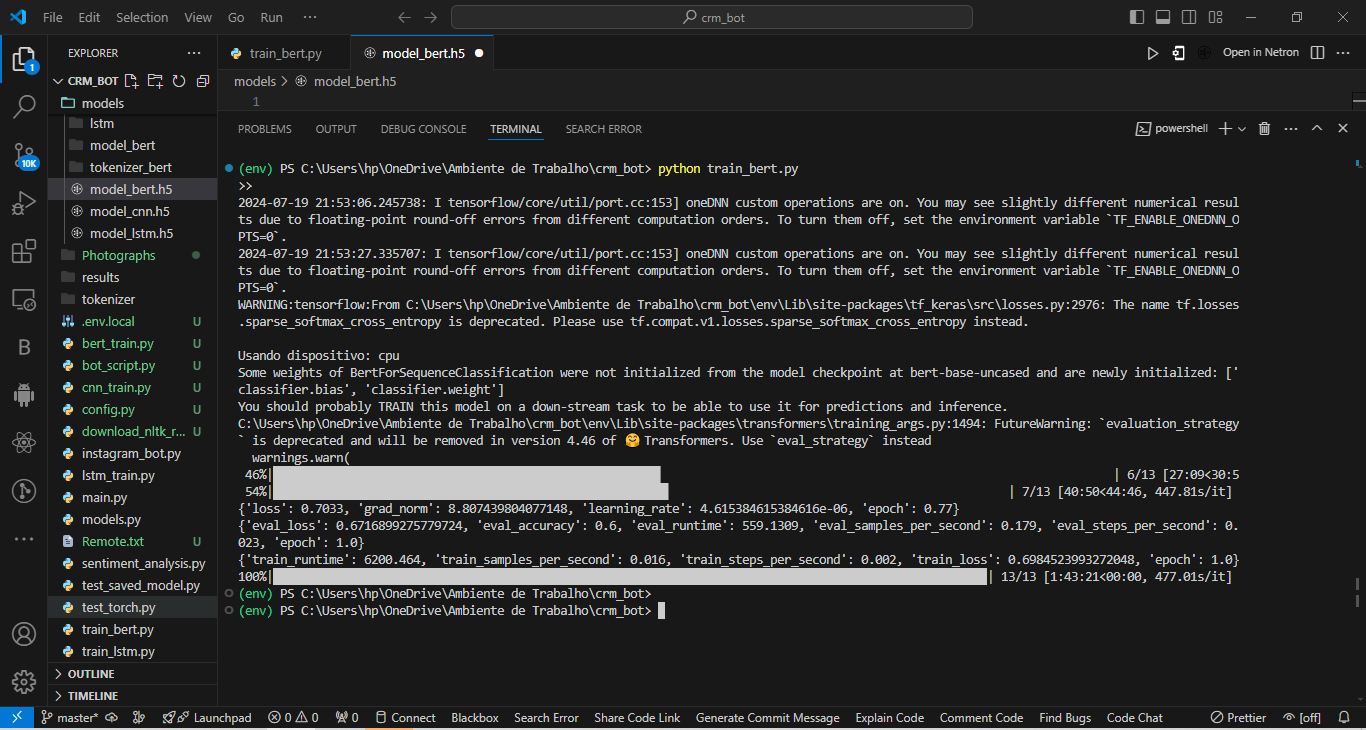 File Edit Selection View Go Run ··· crm_bot
EXPLORER ···
1
CRM_BOT
models
lstm
model_bert
tokenizer_bert
model_bert.h5
model_cnn.h5
model_lstm.h5
Photographs
results
tokenizer
.env.local U
bert_train.py U
bot_script.py U
cnn_train.py U
config.py U
download_nltk_r... U
instagram_bot.py
lstm_train.py
main.py
models.py
Remote.txt U
sentiment_analysis.py
test_saved_model.py
test_torch.py
train_bert.py
train_lstm.py
OUTLINE
TIMELINE
10K
B
train_bert.py model_bert.h5 Open in Netron ···
models > model_bert.h5
1
PROBLEMS OUTPUT DEBUG CONSOLE TERMINAL SEARCH ERROR powershell ···
(env) PS C:\Users\hp\OneDrive\Ambiente de Trabalho\crm_bot> python train_bert.py
>>
2024-07-19 21:53:06.245738: I tensorflow/core/util/port.cc:153] oneDNN custom operations are on. You may see slightly different numerical resul
ts due to floating-point round-off errors from different computation orders. To turn them off, set the environment variable `TF_ENABLE_ONEDNN_O
PTS=0`.
2024-07-19 21:53:27.335707: I tensorflow/core/util/port.cc:153] oneDNN custom operations are on. You may see slightly different numerical resul
ts due to floating-point round-off errors from different computation orders. To turn them off, set the environment variable `TF_ENABLE_ONEDNN_O
PTS=0`.
WARNING:tensorflow:From C:\Users\hp\OneDrive\Ambiente de Trabalho\crm_bot\env\Lib\site-packages\tf_keras\src\losses.py:2976: The name tf.losses
.sparse_softmax_cross_entropy is deprecated. Please use tf.compat.v1.losses.sparse_softmax_cross_entropy instead.
Usando dispositivo: cpu
Some weights of BertForSequenceClassification were not initialized from the model checkpoint at bert-base-uncased and are newly initialized: ['
classifier.bias', 'classifier.weight']
You should probably TRAIN this model on a down-stream task to be able to use it for predictions and inference.
C:\Users\hp\OneDrive\Ambiente de Trabalho\crm_bot\env\Lib\site-packages\transformers\training_args.py:1494: FutureWarning: `evaluation_strategy
` is deprecated and will be removed in version 4.46 of 🤗 Transformers. Use `eval_strategy` instead
warnings.warn(
46%| | 6/13 [27:09<30:5
54%| | 7/13 [40:50<44:46, 447.81s/it]
{'loss': 0.7033, 'grad_norm': 8.807439804077148, 'learning_rate': 4.615384615384616e-06, 'epoch': 0.77}
{'eval_loss': 0.6716899275779724, 'eval_accuracy': 0.6, 'eval_runtime': 559.1309, 'eval_samples_per_second': 0.179, 'eval_steps_per_second': 0.
023, 'epoch': 1.0}
{'train_runtime': 6200.464, 'train_samples_per_second': 0.016, 'train_steps_per_second': 0.002, 'train_loss': 0.6984523993272048, 'epoch': 1.0}
100%| | 13/13 [1:43:21<00:00, 477.01s/it]
(env) PS C:\Users\hp\OneDrive\Ambiente de Trabalho\crm_bot>
(env) PS C:\Users\hp\OneDrive\Ambiente de Trabalho\crm_bot>
master* Launchpad 0 0 0 Connect Blackbox Search Error Share Code Link Generate Commit Message Explain Code Comment Code Find Bugs Code Chat Prettier [off]